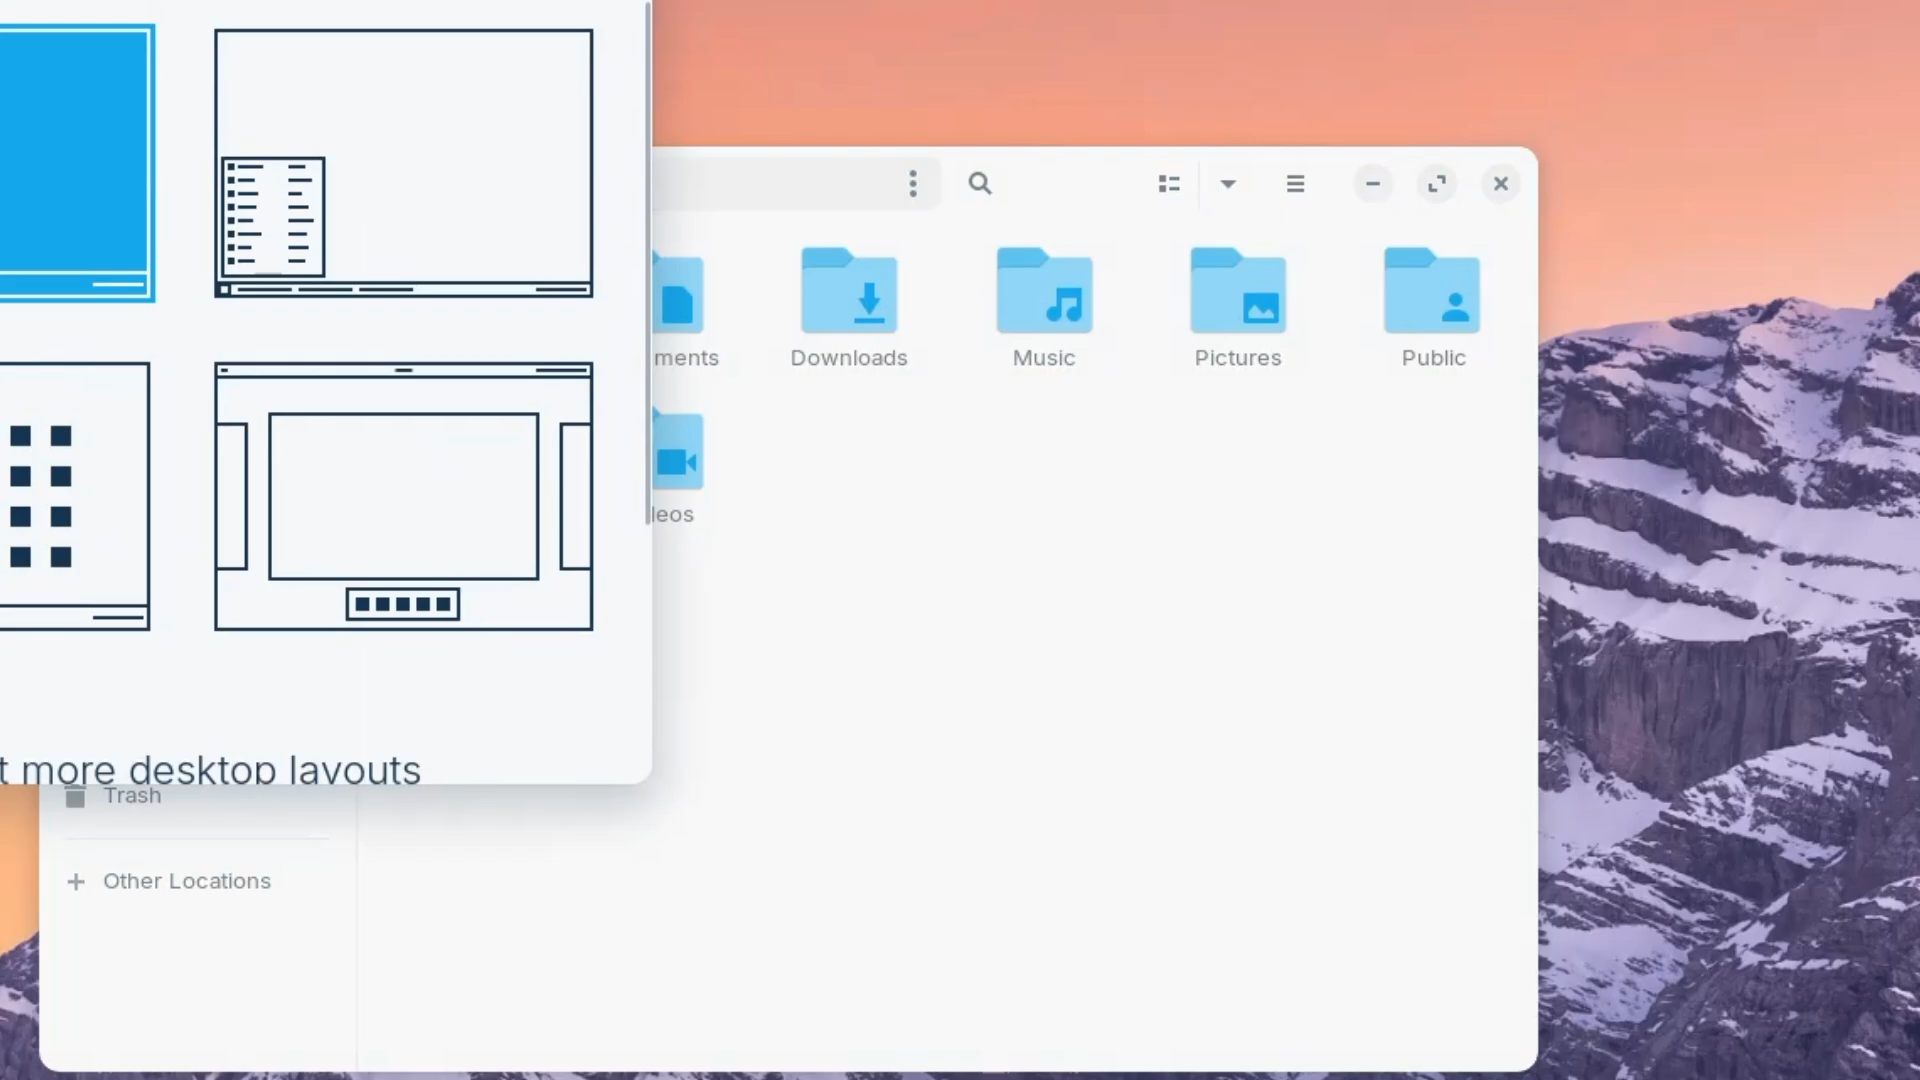 ments
Downloads
Music
Pictures
Public
leos
t more desktop layouts
Trash
Other Locations